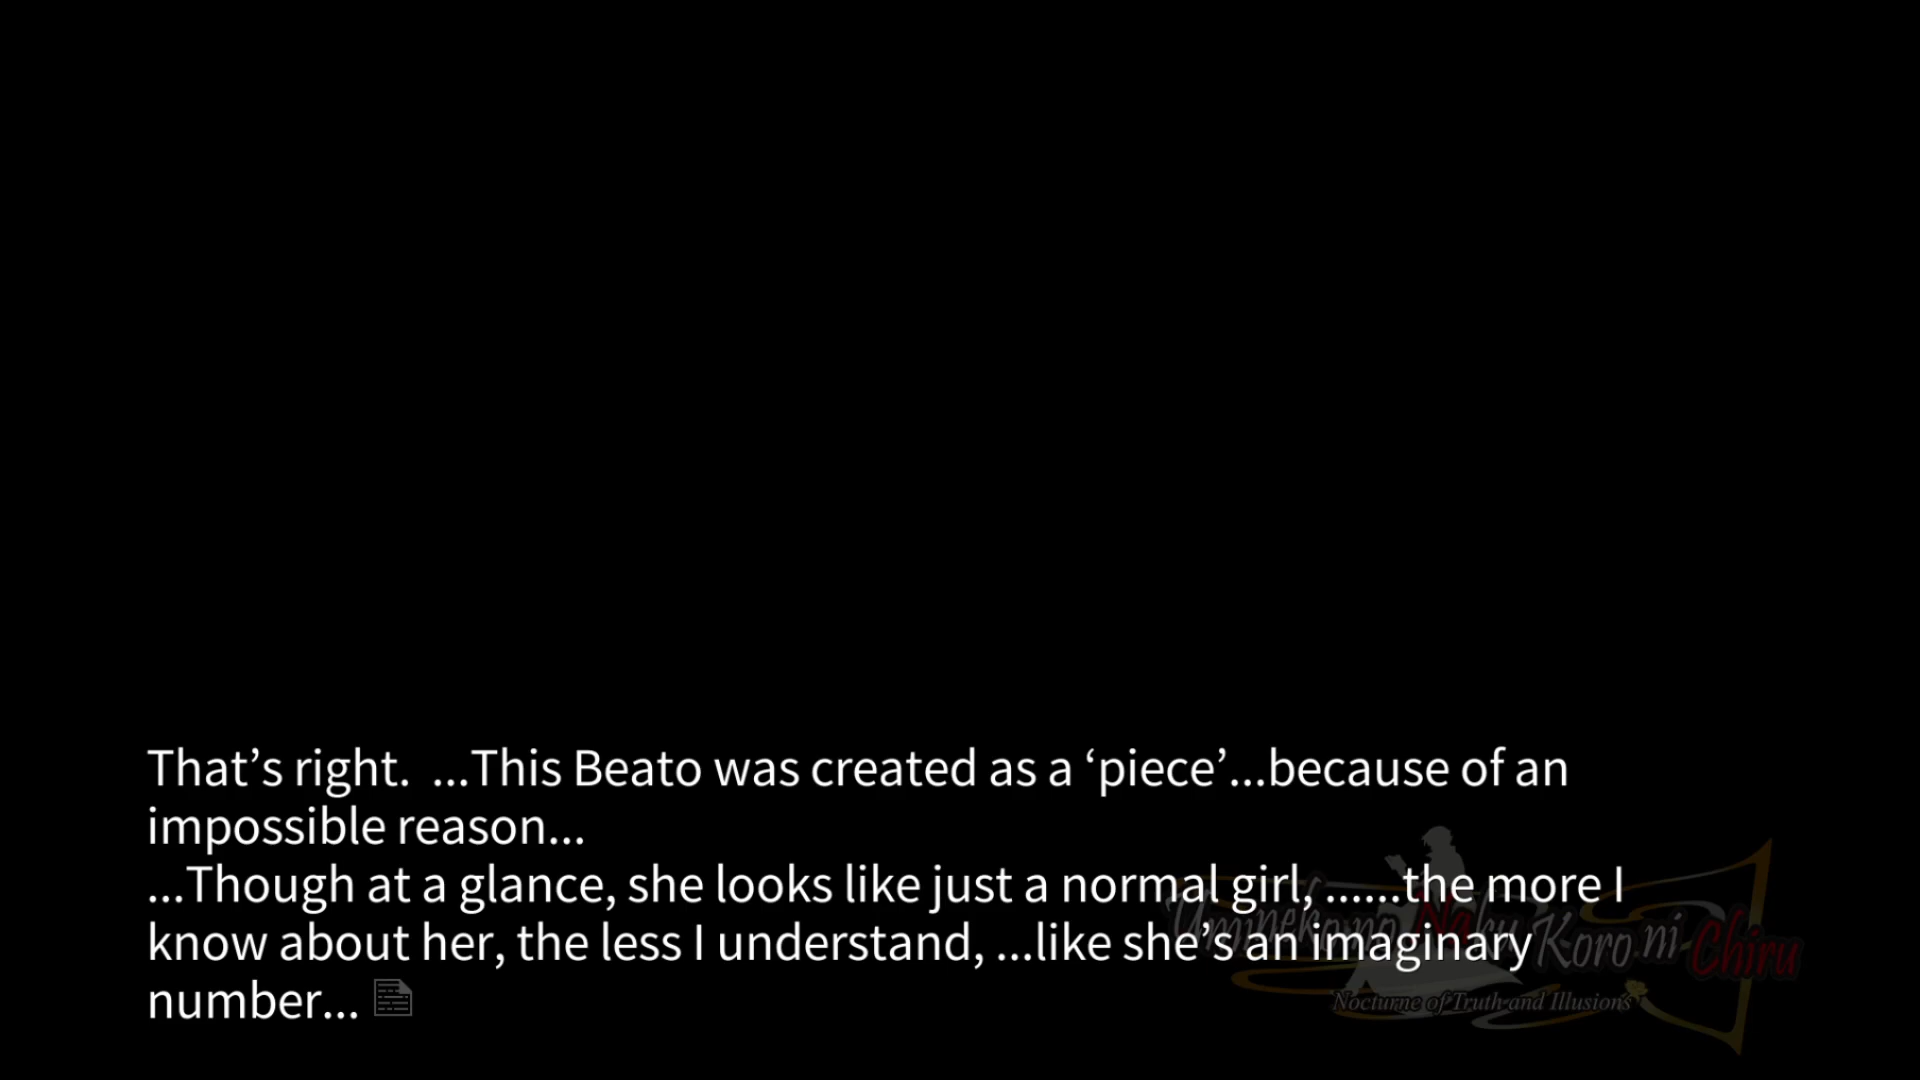 That’s right.  ...This Beato was created as a ‘piece’...because of an
impossible reason...
...Though at a glance, she looks like just a normal girl, ......the more I
know about her, the less I understand, ...like she’s an imaginary
number...
Umineko no Naku Koro ni Chiru
Nocturne of Truth and Illusions